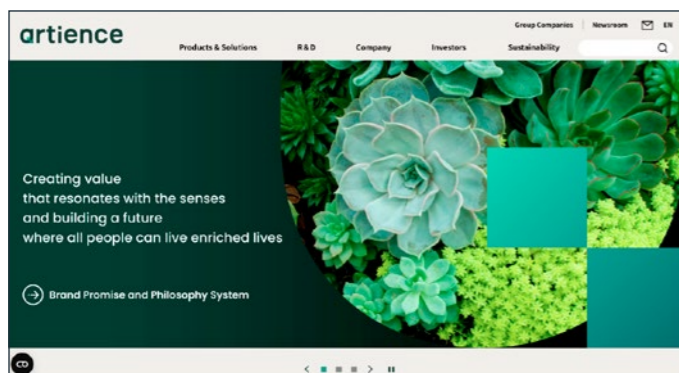 artience
Group Companies
Newsroom
EN
Products & Solutions
R&D
Company
Investors
Sustainability
Creating value
that resonates with the senses
and building a future
where all people can live enriched lives
Brand Promise and Philosophy System